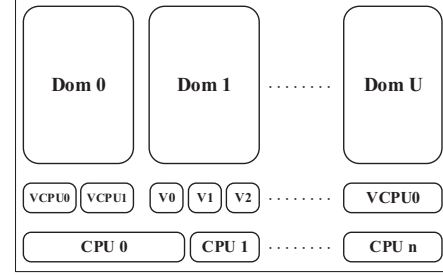 Dom 0 Dom 1 ........ Dom U
VCPU0 VCPU1 V0 V1 V2 ........ VCPU0
CPU 0 CPU 1 ........ CPU n